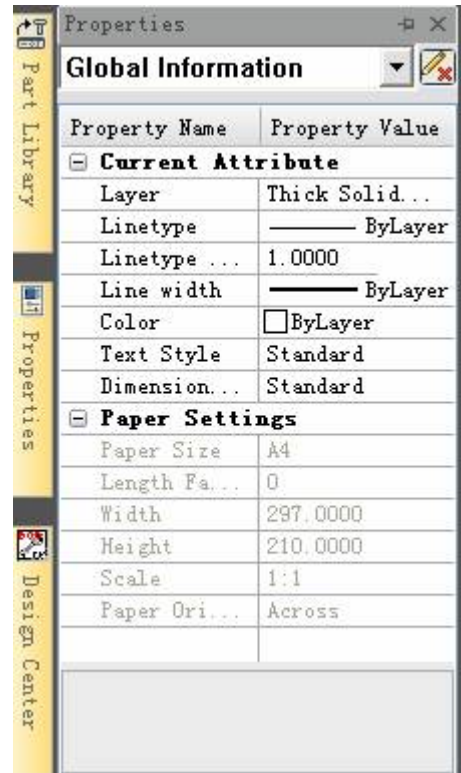 Properties
Global Information
Property Name Property Value
Current Attribute
Layer Thick Solid...
Linetype ByLayer
Linetype ... 1.0000
Line width ByLayer
Color ByLayer
Text Style Standard
Dimension... Standard
Paper Settings
Paper Size A4
Length Fa... 0
Width 297.0000
Height 210.0000
Scale 1:1
Paper Ori... Across
Part Library
Properties
Design Center